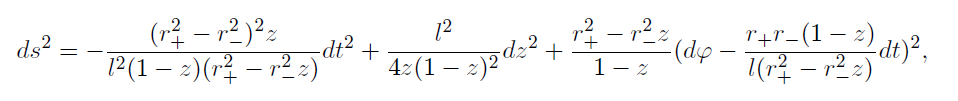 $ds^2 = -\frac{(r_+^2 - r_-^2)^2 z}{l^2(1-z)(r_+^2 - r_-^2 z)}dt^2 + \frac{l^2}{4z(1-z)^2}dz^2 + \frac{r_+^2 - r_-^2 z}{1-z}(d\varphi - \frac{r_+r_-(1-z)}{l(r_+^2 - r_-^2 z)}dt)^2,$